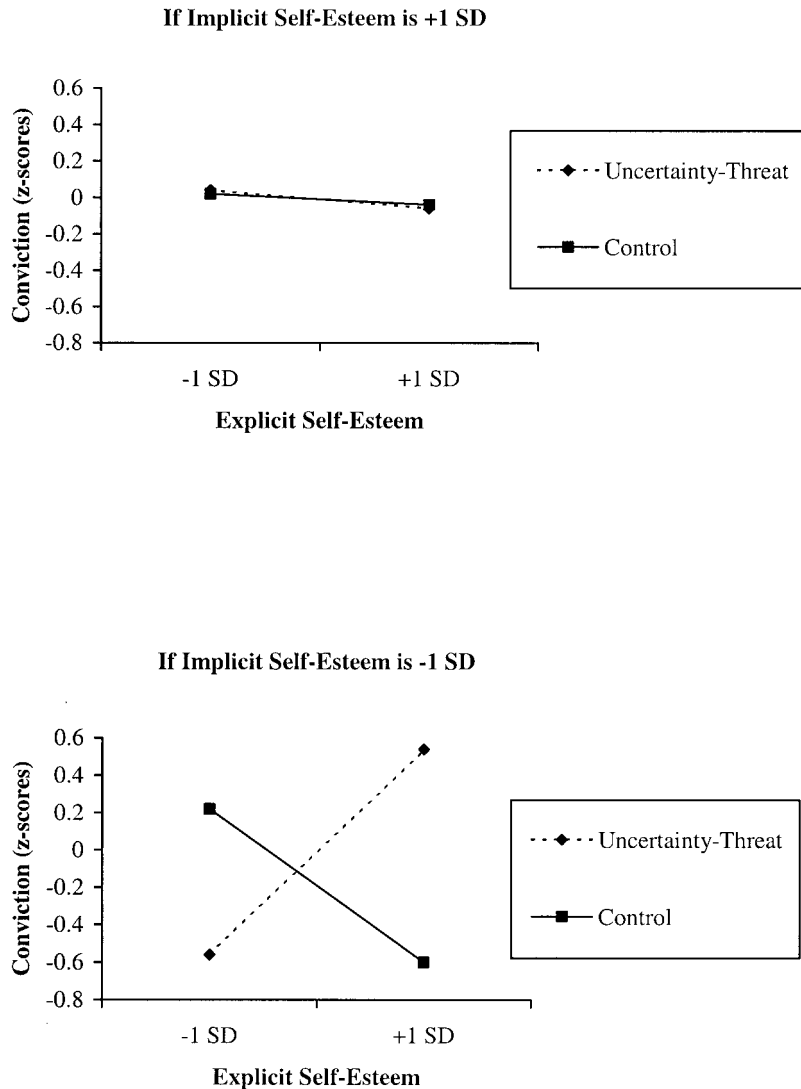 If Implicit Self-Esteem is +1 SD
Conviction (z-scores)
0.6
0.4
0.2
0
-0.2
-0.4
-0.6
-0.8
-1 SD
+1 SD
Explicit Self-Esteem
Uncertainty-Threat
Control
If Implicit Self-Esteem is -1 SD
Conviction (z-scores)
0.6
0.4
0.2
0
-0.2
-0.4
-0.6
-0.8
-1 SD
+1 SD
Explicit Self-Esteem
Uncertainty-Threat
Control